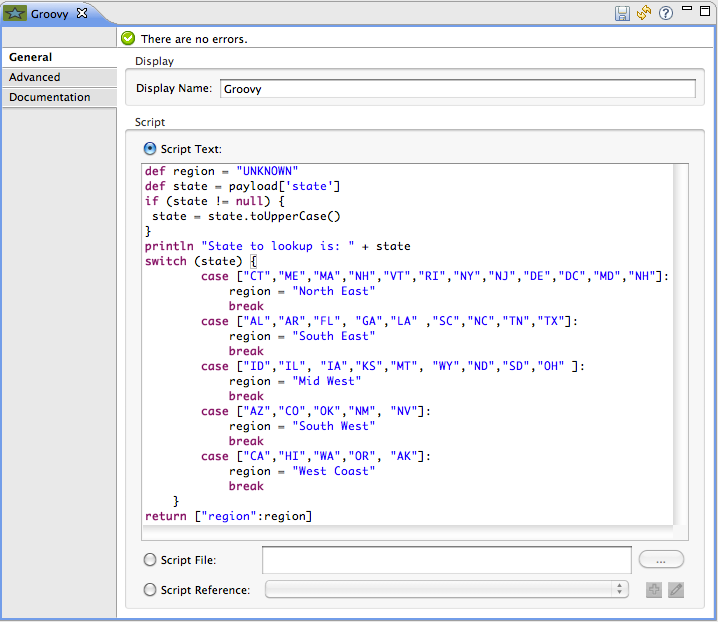 Groovy
There are no errors.
General
Advanced
Documentation
Display
Display Name: Groovy
Script
Script Text:
def region = "UNKNOWN"
def state = payload['state']
if (state != null) {
 state = state.toUpperCase()
}
println "State to lookup is: " + state
switch (state) {
        case ["CT","ME","MA","NH","VT","RI","NY","NJ","DE","DC","MD","NH"]:
            region = "North East"
            break
        case ["AL","AR","FL", "GA","LA" ,"SC","NC","TN","TX"]:
            region = "South East"
            break
        case ["ID","IL", "IA","KS","MT", "WY","ND","SD","OH" ]:
            region = "Mid West"
            break
        case ["AZ","CO","OK","NM", "NV"]:
            region = "South West"
            break
        case ["CA","HI","WA","OR", "AK"]:
            region = "West Coast"
            break
    }
return ["region":region]
Script File:
...
Script Reference: